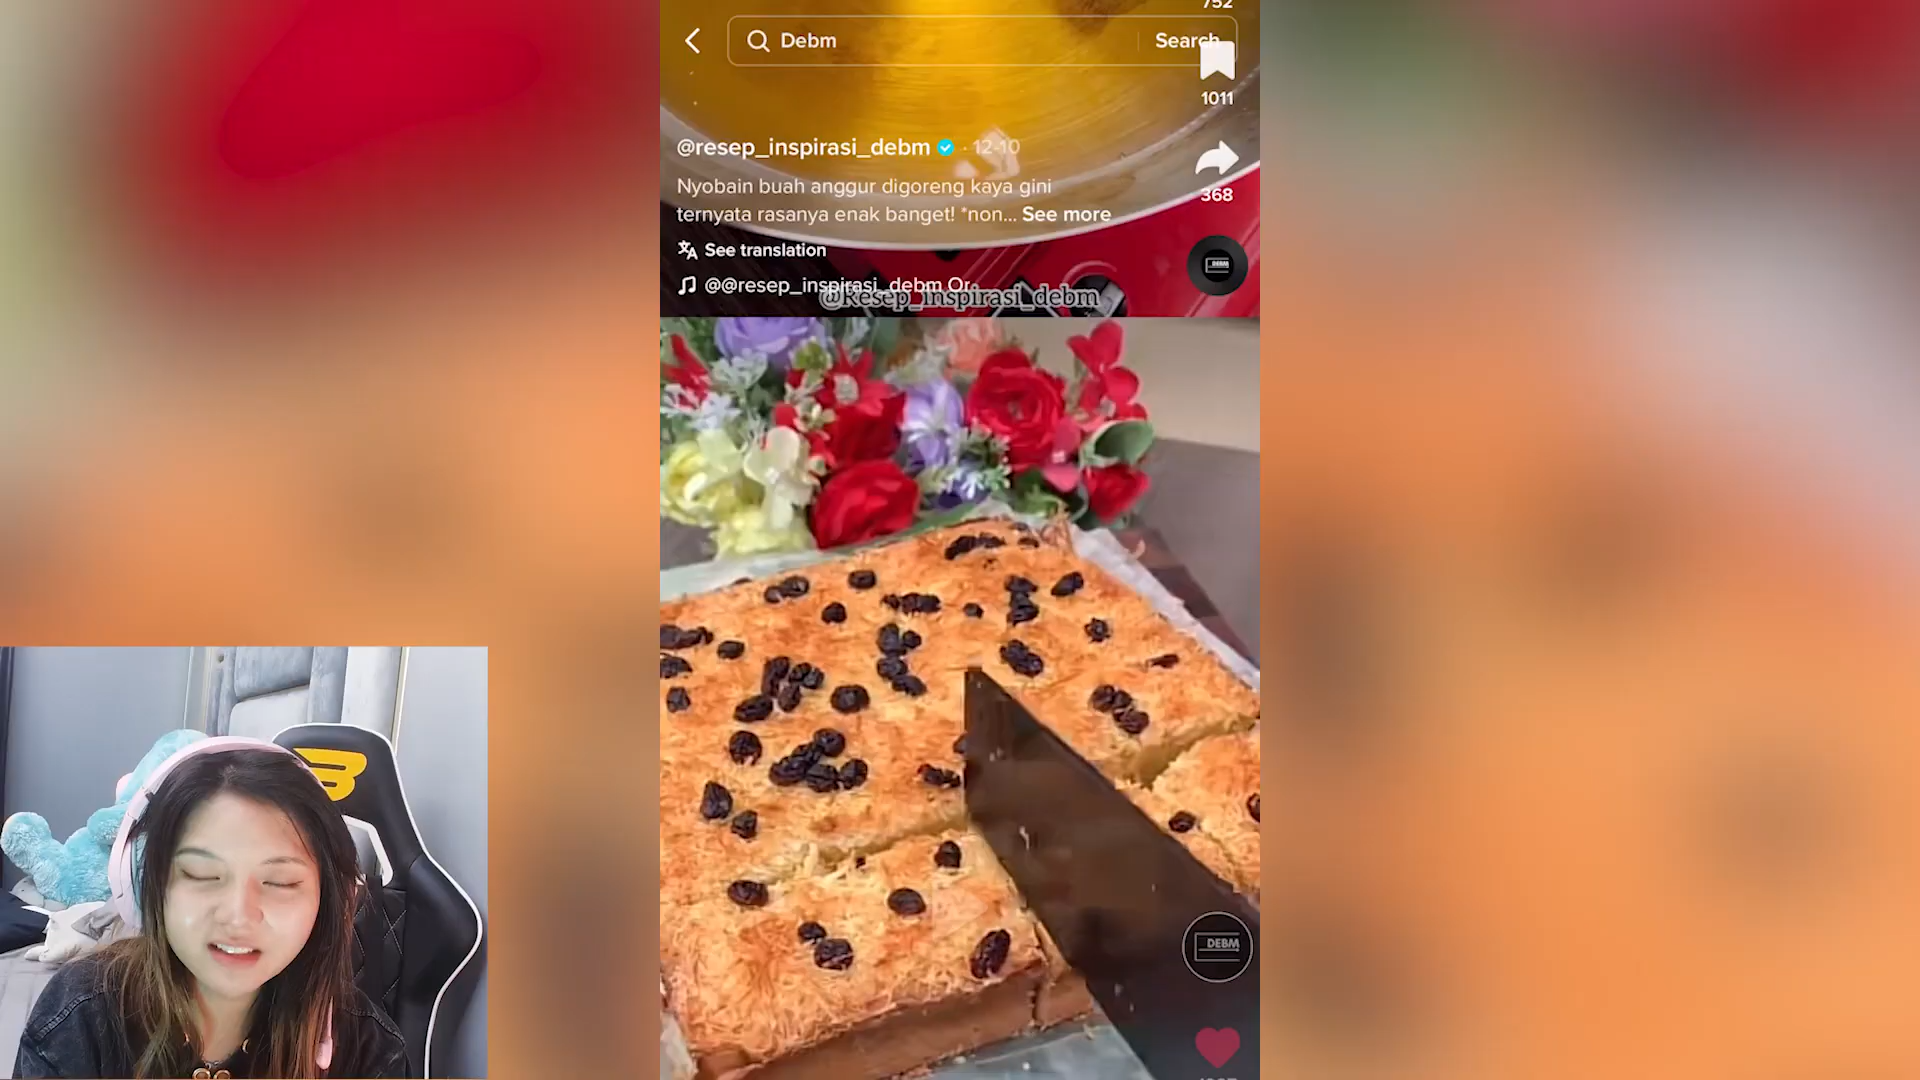 752
Debm
Search
1011
@resep_inspirasi_debm · 12-10
368
Nyobain buah anggur digoreng kaya gini
ternyata rasanya enak banget! *non... See more
See translation
@@resep_inspirasi_debm Or
@Resep_inspirasi_debm
DEBM
DEBM